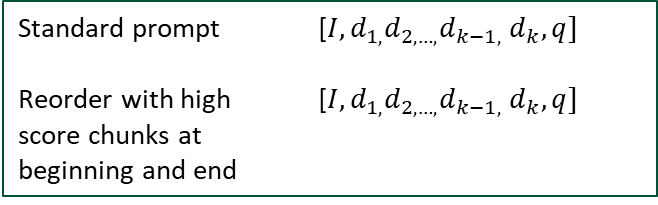 Standard prompt [I, d₁, d₂,…, dₖ₋₁, dₖ, q]
Reorder with high [I, d₁, d₂,…, dₖ₋₁, dₖ, q]
score chunks at
beginning and end